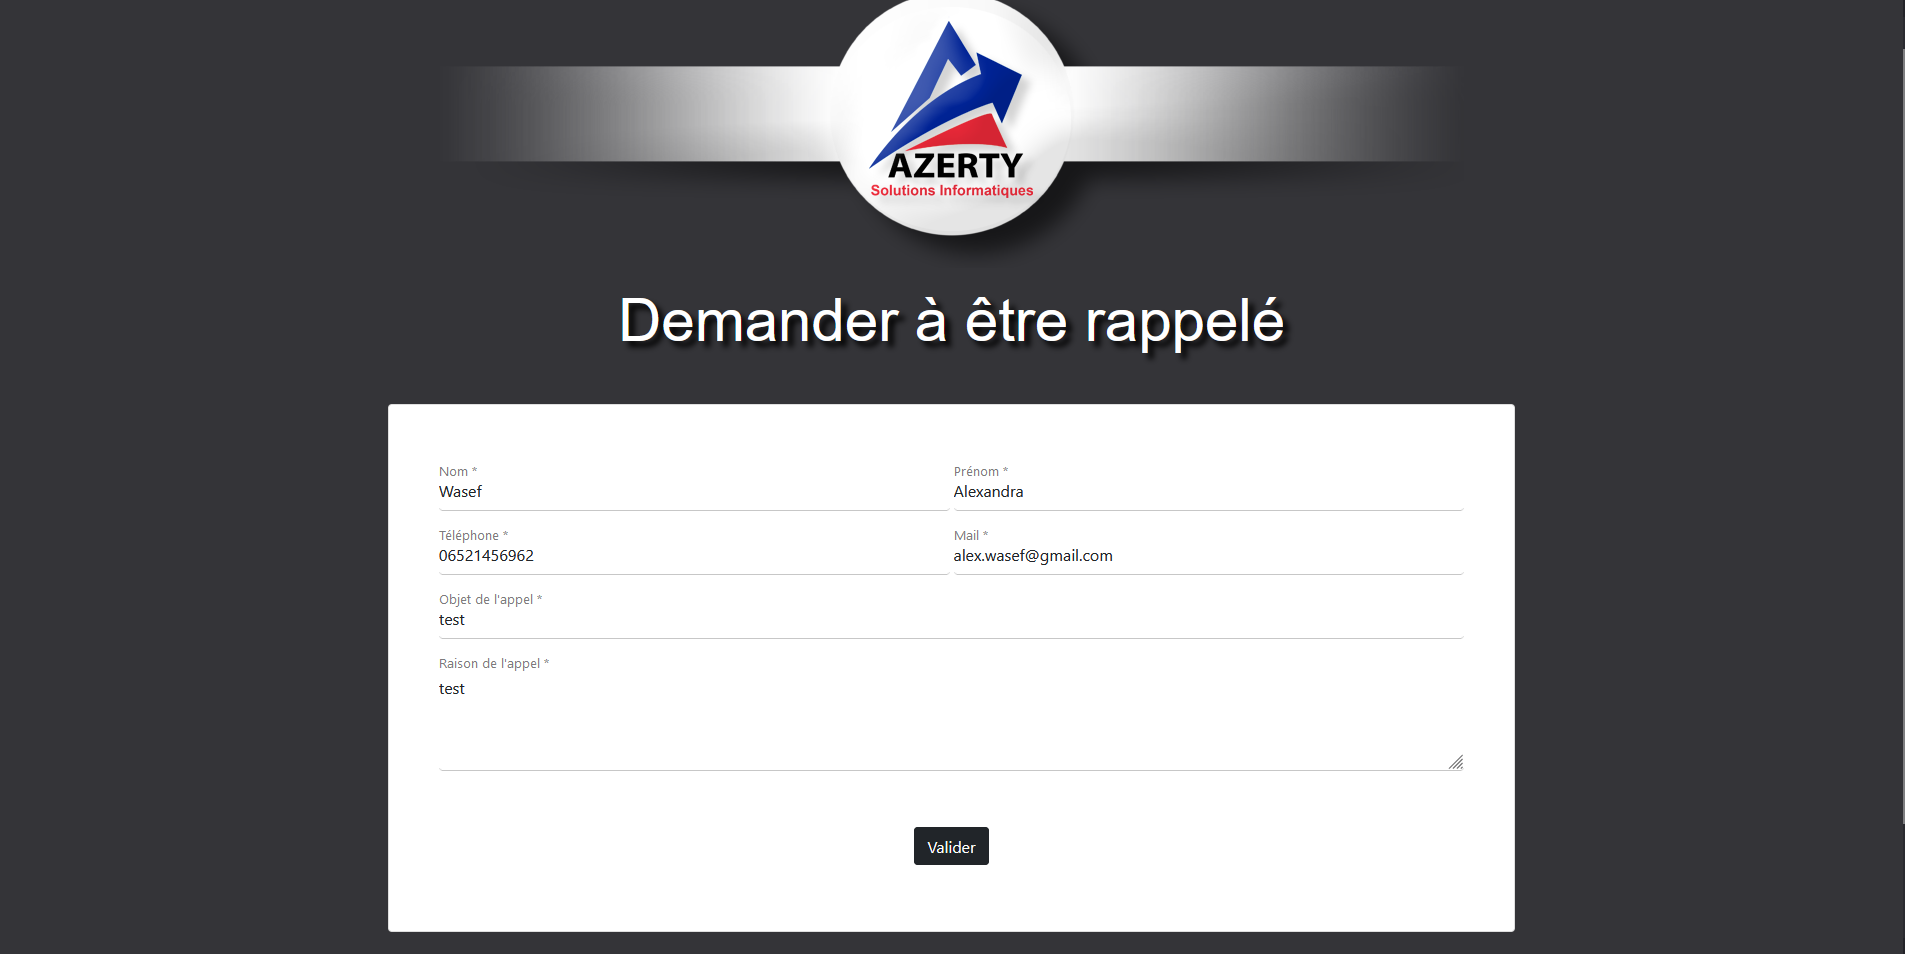 AZERTY
Solutions Informatiques
Demander à être rappelé
Nom * Prénom *
Wasef Alexandra
Téléphone * Mail *
06521456962 alex.wasef@gmail.com
Objet de l'appel *
test
Raison de l'appel *
test
Valider